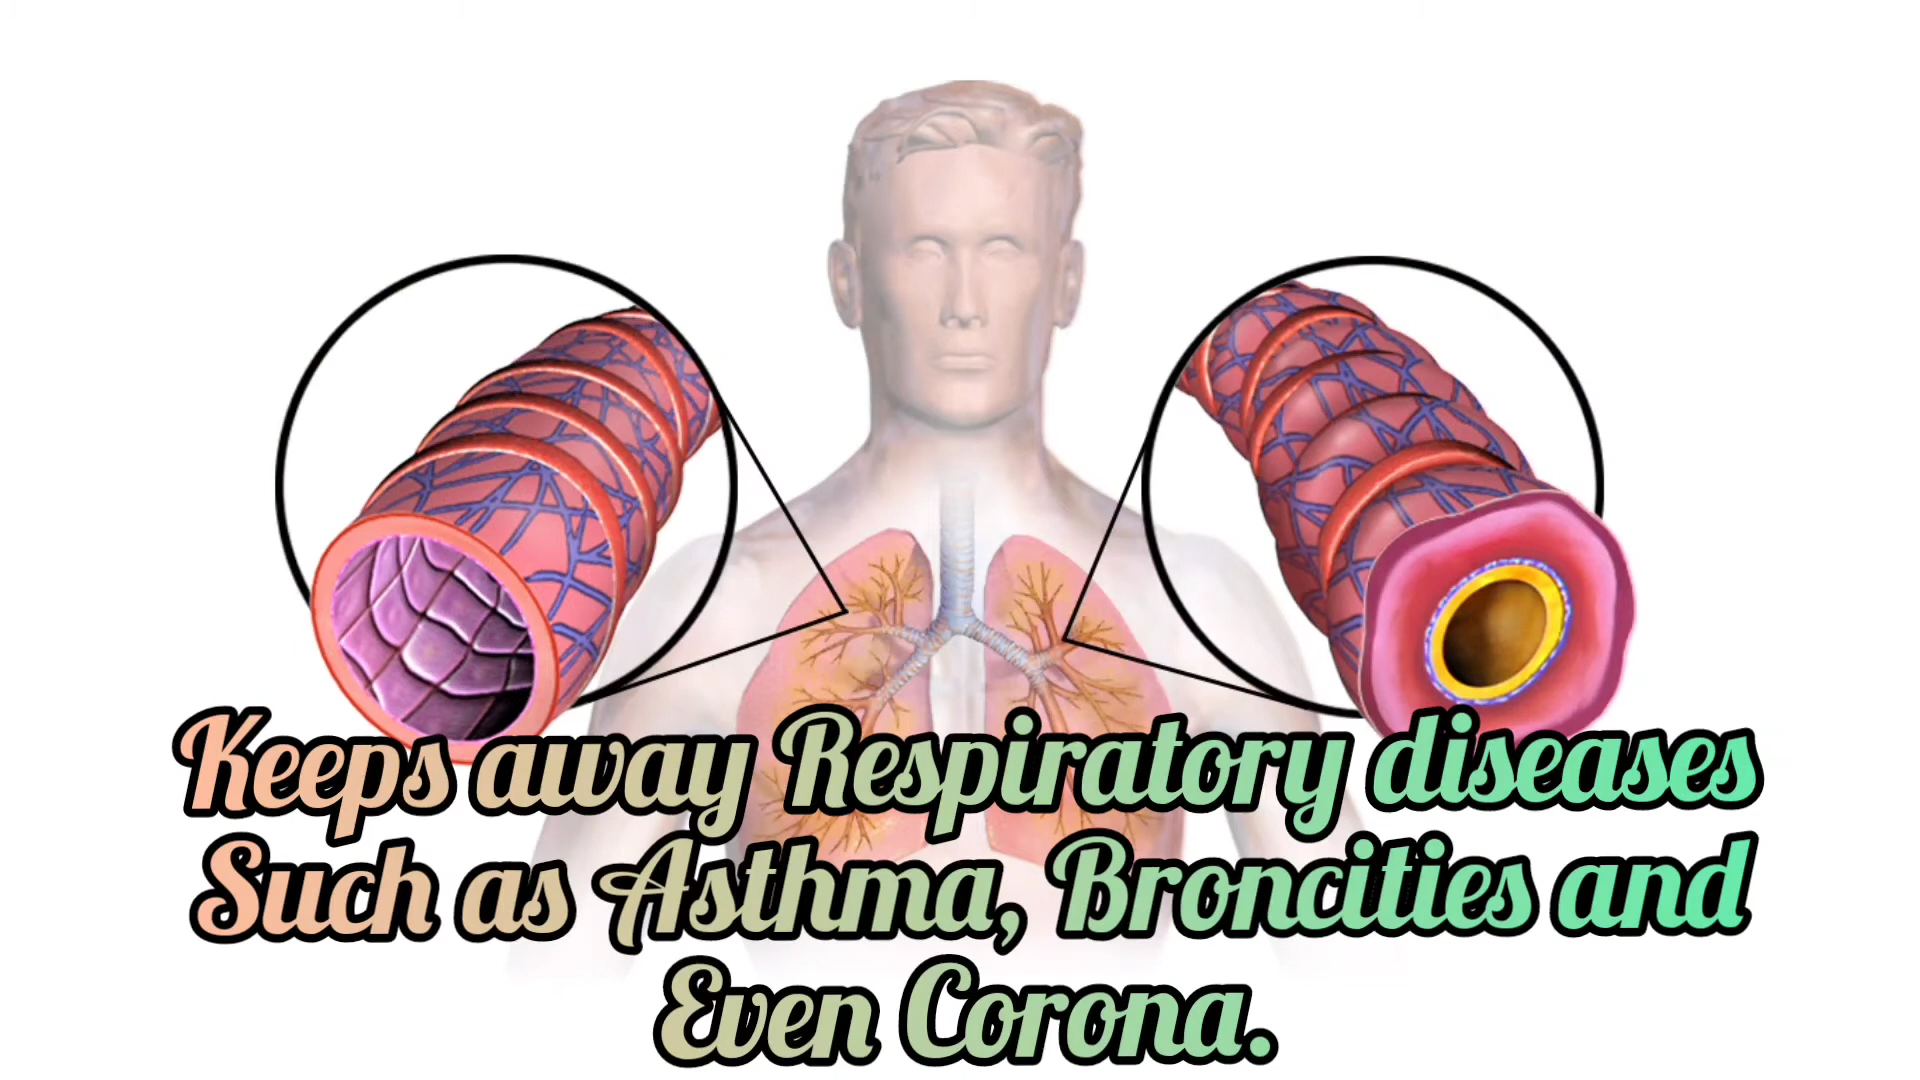 Keeps away Respiratory diseases
Such as Asthma, Broncities and
Even Corona.